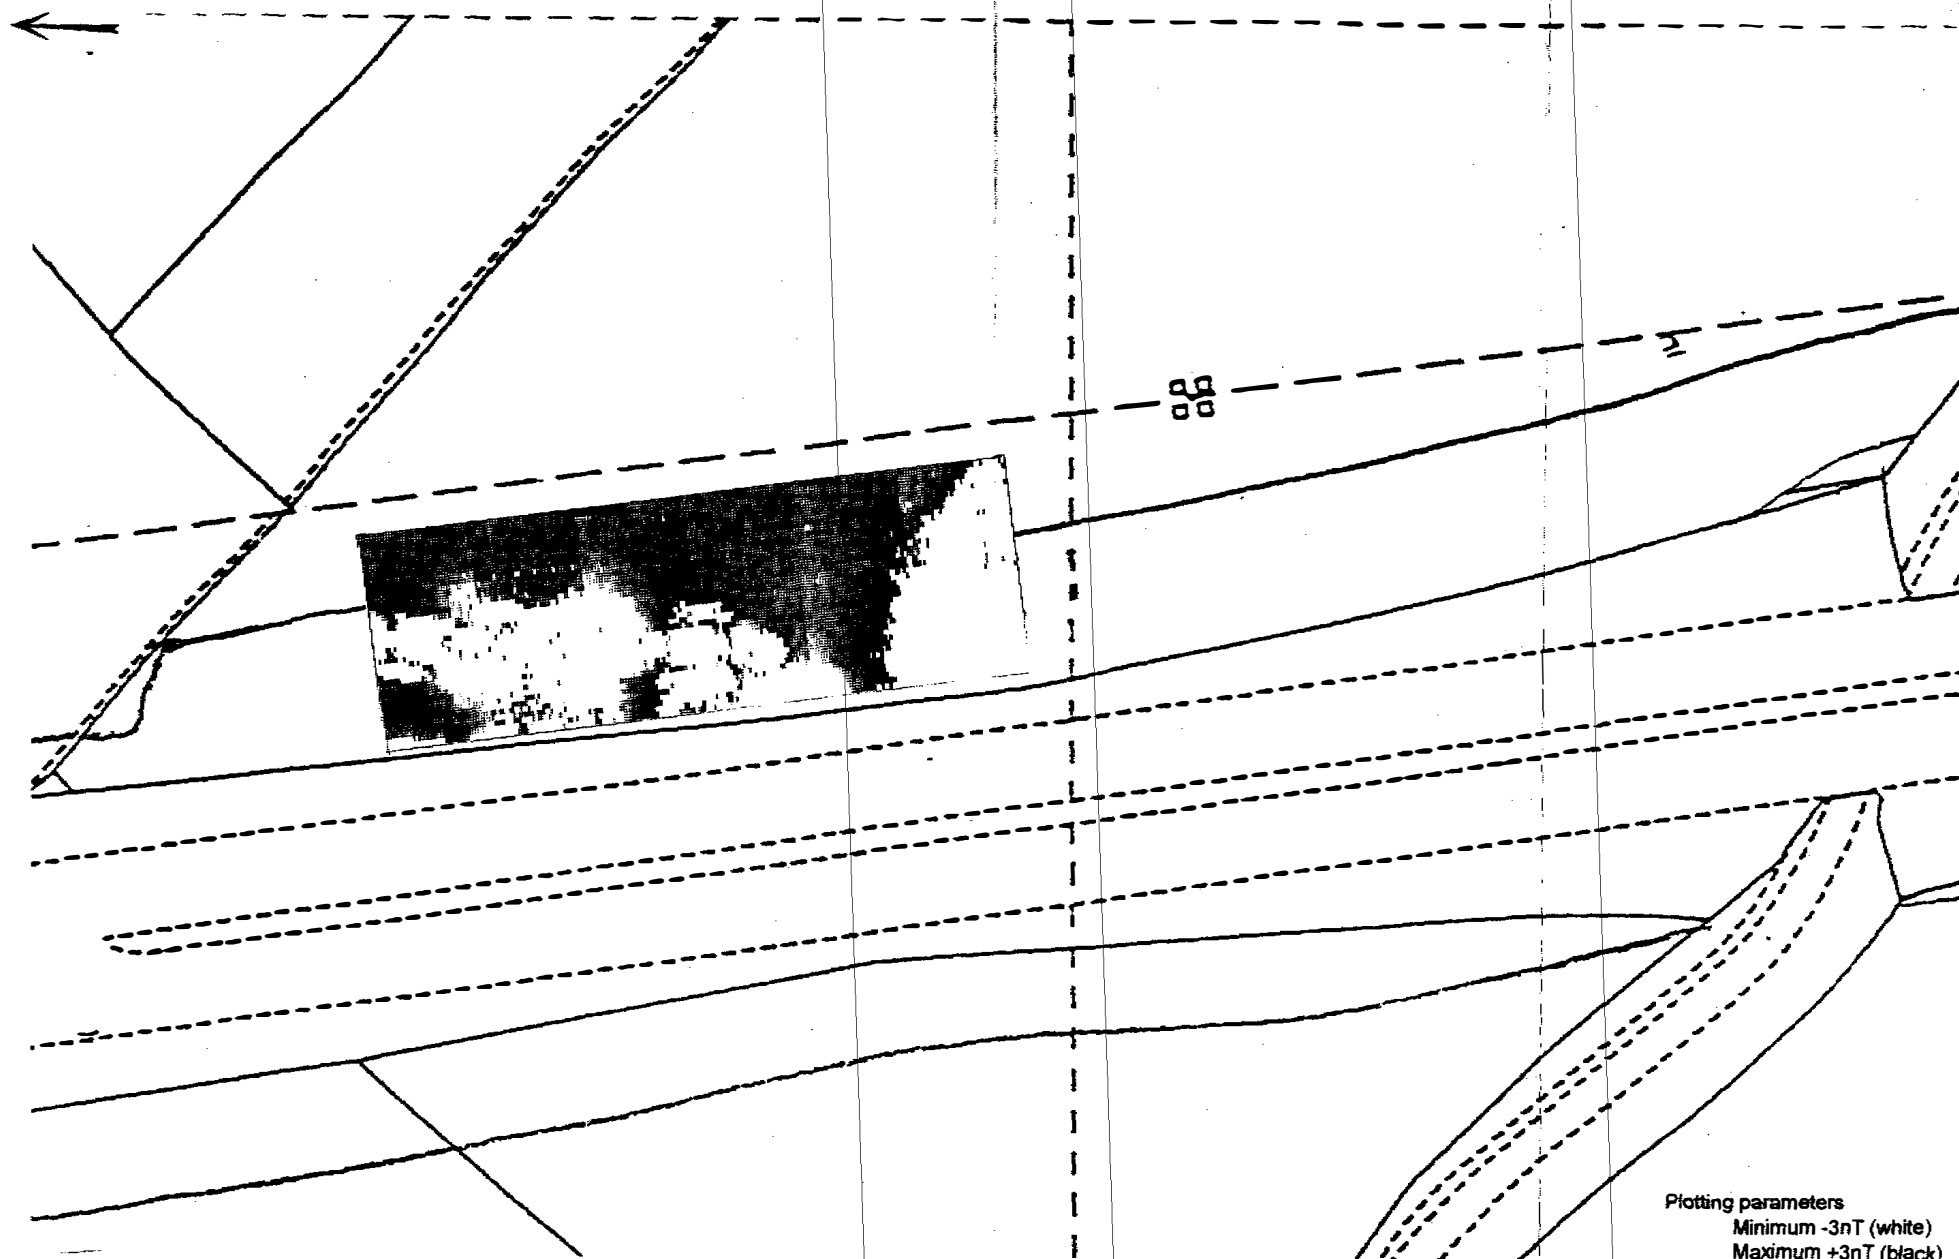 Plotting parameters
Minimum -3nT (white)
Maximum +3nT (black)